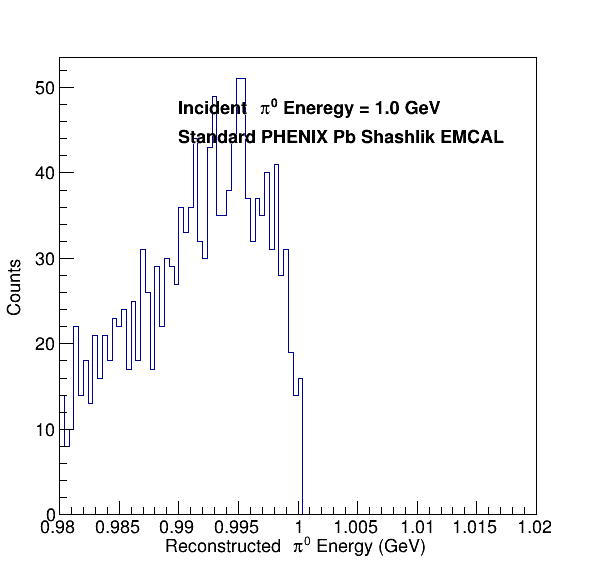 Incident π⁰ Eneregy = 1.0 GeV
Standard PHENIX Pb Shashlik EMCAL
50
40
30
20
10
0
Counts
0.98 0.985 0.99 0.995 1 1.005 1.01 1.015 1.02
Reconstructed π⁰ Energy (GeV)